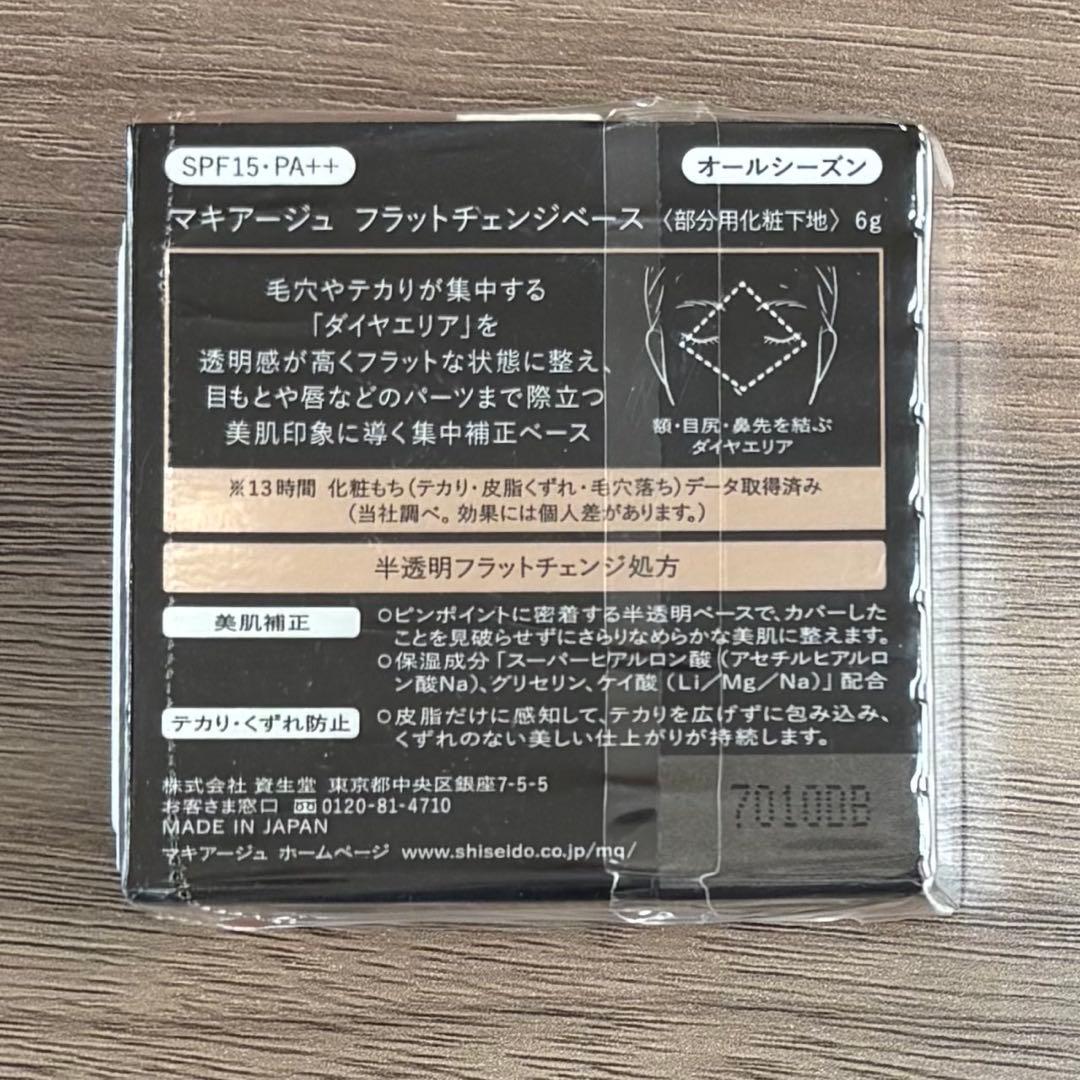 SPF15・PA++
オールシーズン
マキアージュ フラットチェンジベース〈部分用化粧下地〉6g
毛穴やテカリが集中する
「ダイヤエリア」を
透明感が高くフラットな状態に整え、
目もとや唇などのパーツまで際立つ
美肌印象に導く集中補正ベース
額・目尻・鼻先を結ぶ
ダイヤエリア
※13時間 化粧もち(テカリ・皮脂くずれ・毛穴落ち)データ取得済み
(当社調べ。効果には個人差があります。)
半透明フラットチェンジ処方
美肌補正
○ピンポイントに密着する半透明ベースで、カバーした
ことを見破らせずにさらりなめらかな美肌に整えます。
○保湿成分「スーパーヒアルロン酸(アセチルヒアルロ
ン酸Na)、グリセリン、ケイ酸(Li/Mg/Na)」配合
テカリ・くずれ防止
○皮脂だけに感知して、テカリを広げずに包み込み、
くずれのない美しい仕上がりが持続します。
株式会社 資生堂 東京都中央区銀座7-5-5
お客さま窓口 0120-81-4710
MADE IN JAPAN
マキアージュ ホームページ www.shiseido.co.jp/mq/
7010DB